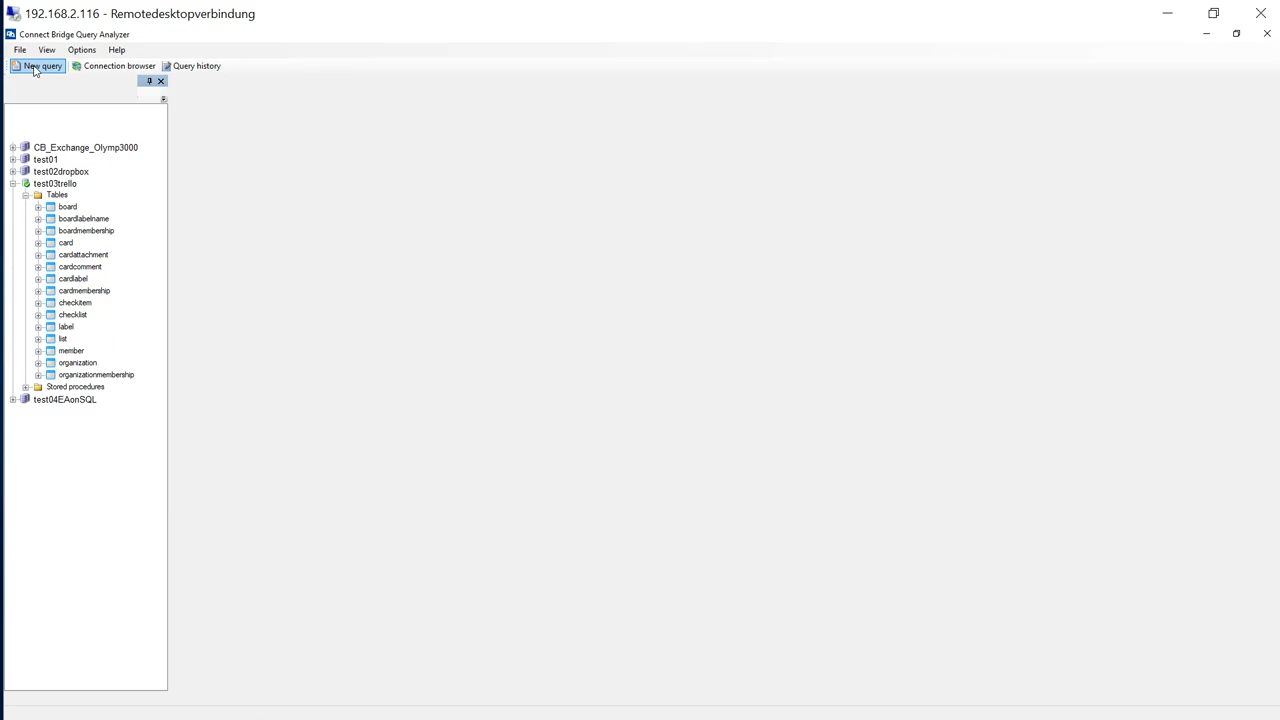 192.168.2.116 - Remotedesktopverbindung
Connect Bridge Query Analyzer
File View Options Help
New query Connection browser Query history
CB_Exchange_Olymp3000
test01
test02dropbox
test03trello
Tables
board
boardlabelname
boardmembership
card
cardattachment
cardcomment
cardlabel
cardmembership
checkitem
checklist
label
list
member
organization
organizationmembership
Stored procedures
test04EAonSQL